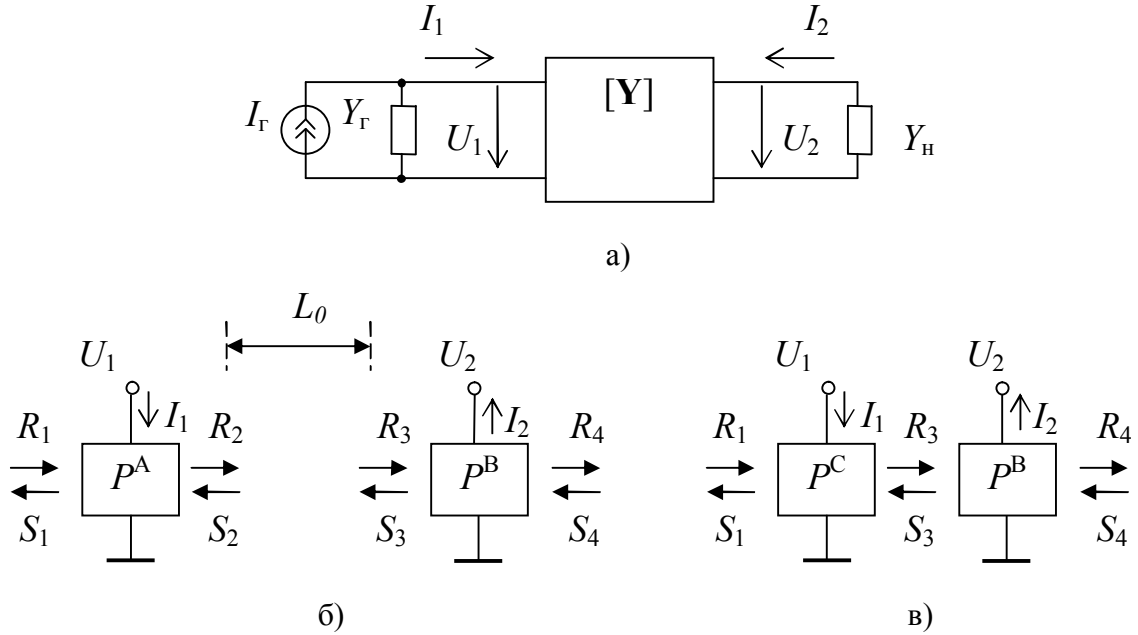 I₁ I₂
[Y]
Iг Yг U₁ U₂ Yн
а)
L₀
U₁ U₂ U₁ U₂
I₁ I₂ I₁ I₂
R₁ R₂ R₃ R₄ R₁ R₃ R₄
Pᴬ Pᴮ Pᶜ Pᴮ
S₁ S₂ S₃ S₄ S₁ S₃ S₄
б) в)